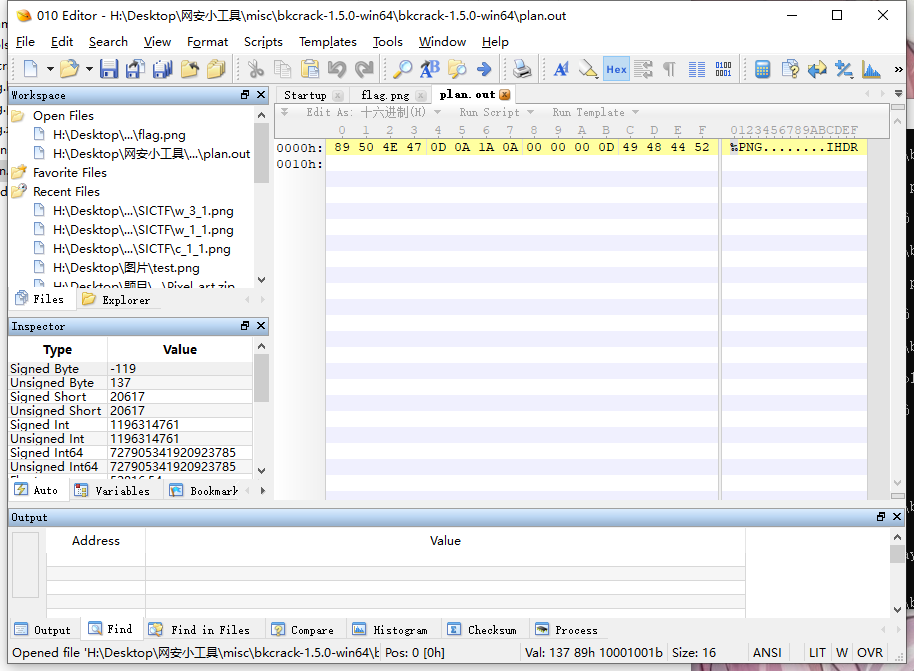 010 Editor - H:\Desktop\网安小工具\misc\bkcrack-1.5.0-win64\bkcrack-1.5.0-win64\plan.out
File Edit Search View Format Scripts Templates Tools Window Help
Hex
Workspace
Open Files
H:\Desktop\...\flag.png
H:\Desktop\网安小工具\...\plan.out
Favorite Files
Recent Files
H:\Desktop\...\SICTF\w_3_1.png
H:\Desktop\...\SICTF\w_1_1.png
H:\Desktop\...\SICTF\c_1_1.png
H:\Desktop\图片\test.png
H:\Desktop\题目\...\Pixel_art.zip
Files Explorer
Startup flag.png plan.out
Edit As: 十六进制(H) Run Script Run Template
0 1 2 3 4 5 6 7 8 9 A B C D E F 0123456789ABCDEF
0000h: 89 50 4E 47 0D 0A 1A 0A 00 00 00 0D 49 48 44 52 ‰PNG........IHDR
0010h:
Inspector
Type Value
Signed Byte -119
Unsigned Byte 137
Signed Short 20617
Unsigned Short 20617
Signed Int 1196314761
Unsigned Int 1196314761
Signed Int64 727905341920923785
Unsigned Int64 727905341920923785
Auto Variables Bookmark
Output
Address Value
Output Find Find in Files Compare Histogram Checksum Process
Opened file 'H:\Desktop\网安小工具\misc\bkcrack-1.5.0-win64\b Pos: 0 [0h] Val: 137 89h 10001001b Size: 16 ANSI LIT W OVR